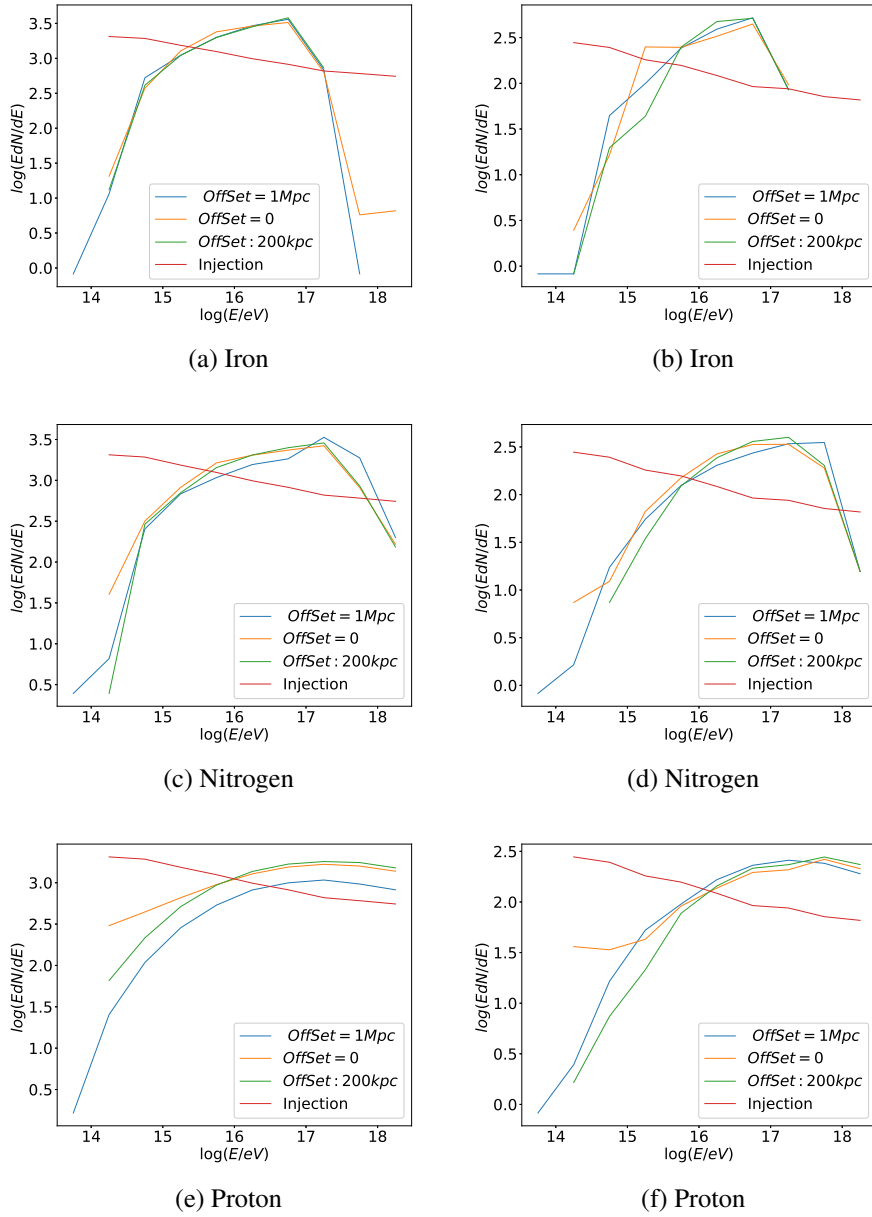 3.5
3.0
2.5
2.0
1.5
1.0
0.5
0.0
log(EdN/dE)
OffSet = 1Mpc
OffSet = 0
OffSet : 200kpc
Injection
14 15 16 17 18
log(E/eV)
(a) Iron
2.5
2.0
1.5
1.0
0.5
0.0
log(EdN/dE)
OffSet = 1Mpc
OffSet = 0
OffSet : 200kpc
Injection
14 15 16 17 18
log(E/eV)
(b) Iron
3.5
3.0
2.5
2.0
1.5
1.0
0.5
log(EdN/dE)
OffSet = 1Mpc
OffSet = 0
OffSet : 200kpc
Injection
14 15 16 17 18
log(E/eV)
(c) Nitrogen
2.5
2.0
1.5
1.0
0.5
0.0
log(EdN/dE)
OffSet = 1Mpc
OffSet = 0
OffSet : 200kpc
Injection
14 15 16 17 18
log(E/eV)
(d) Nitrogen
3.0
2.5
2.0
1.5
1.0
0.5
log(EdN/dE)
OffSet = 1Mpc
OffSet = 0
OffSet : 200kpc
Injection
14 15 16 17 18
log(E/eV)
(e) Proton
2.5
2.0
1.5
1.0
0.5
0.0
log(EdN/dE)
OffSet = 1Mpc
OffSet = 0
OffSet : 200kpc
Injection
14 15 16 17 18
log(E/eV)
(f) Proton